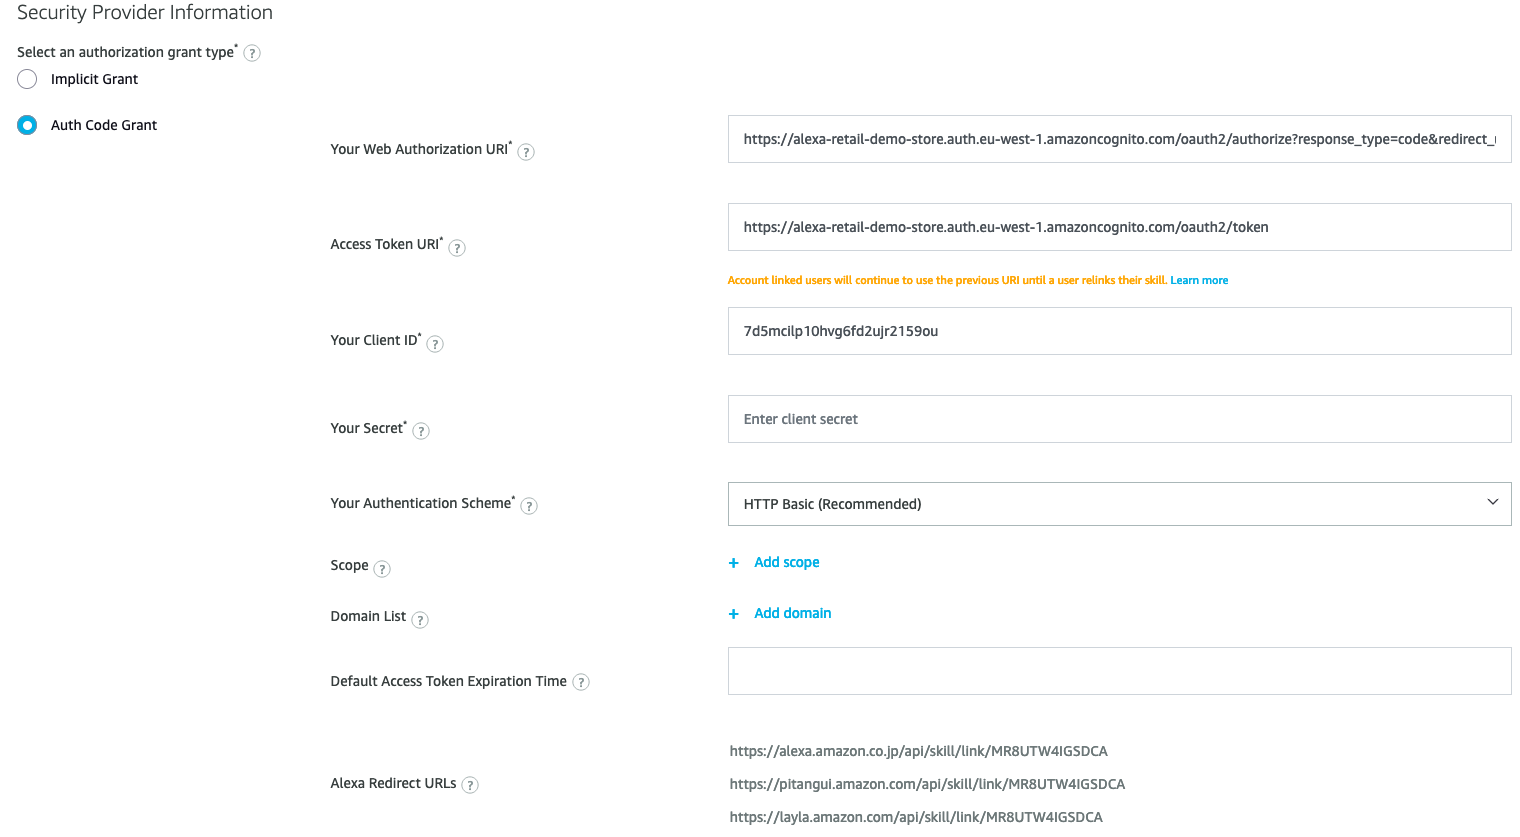 Security Provider Information
Select an authorization grant type* ?
Implicit Grant
Auth Code Grant
Your Web Authorization URI* ?
https://alexa-retail-demo-store.auth.eu-west-1.amazoncognito.com/oauth2/authorize?response_type=code&redirect_
Access Token URI* ?
https://alexa-retail-demo-store.auth.eu-west-1.amazoncognito.com/oauth2/token
Account linked users will continue to use the previous URI until a user relinks their skill. Learn more
Your Client ID* ?
7d5mcilp10hvg6fd2ujr2159ou
Your Secret* ?
Enter client secret
Your Authentication Scheme* ?
HTTP Basic (Recommended)
Scope ?
+ Add scope
Domain List ?
+ Add domain
Default Access Token Expiration Time ?
Alexa Redirect URLs ?
https://alexa.amazon.co.jp/api/skill/link/MR8UTW4IGSDCA
https://pitangui.amazon.com/api/skill/link/MR8UTW4IGSDCA
https://layla.amazon.com/api/skill/link/MR8UTW4IGSDCA